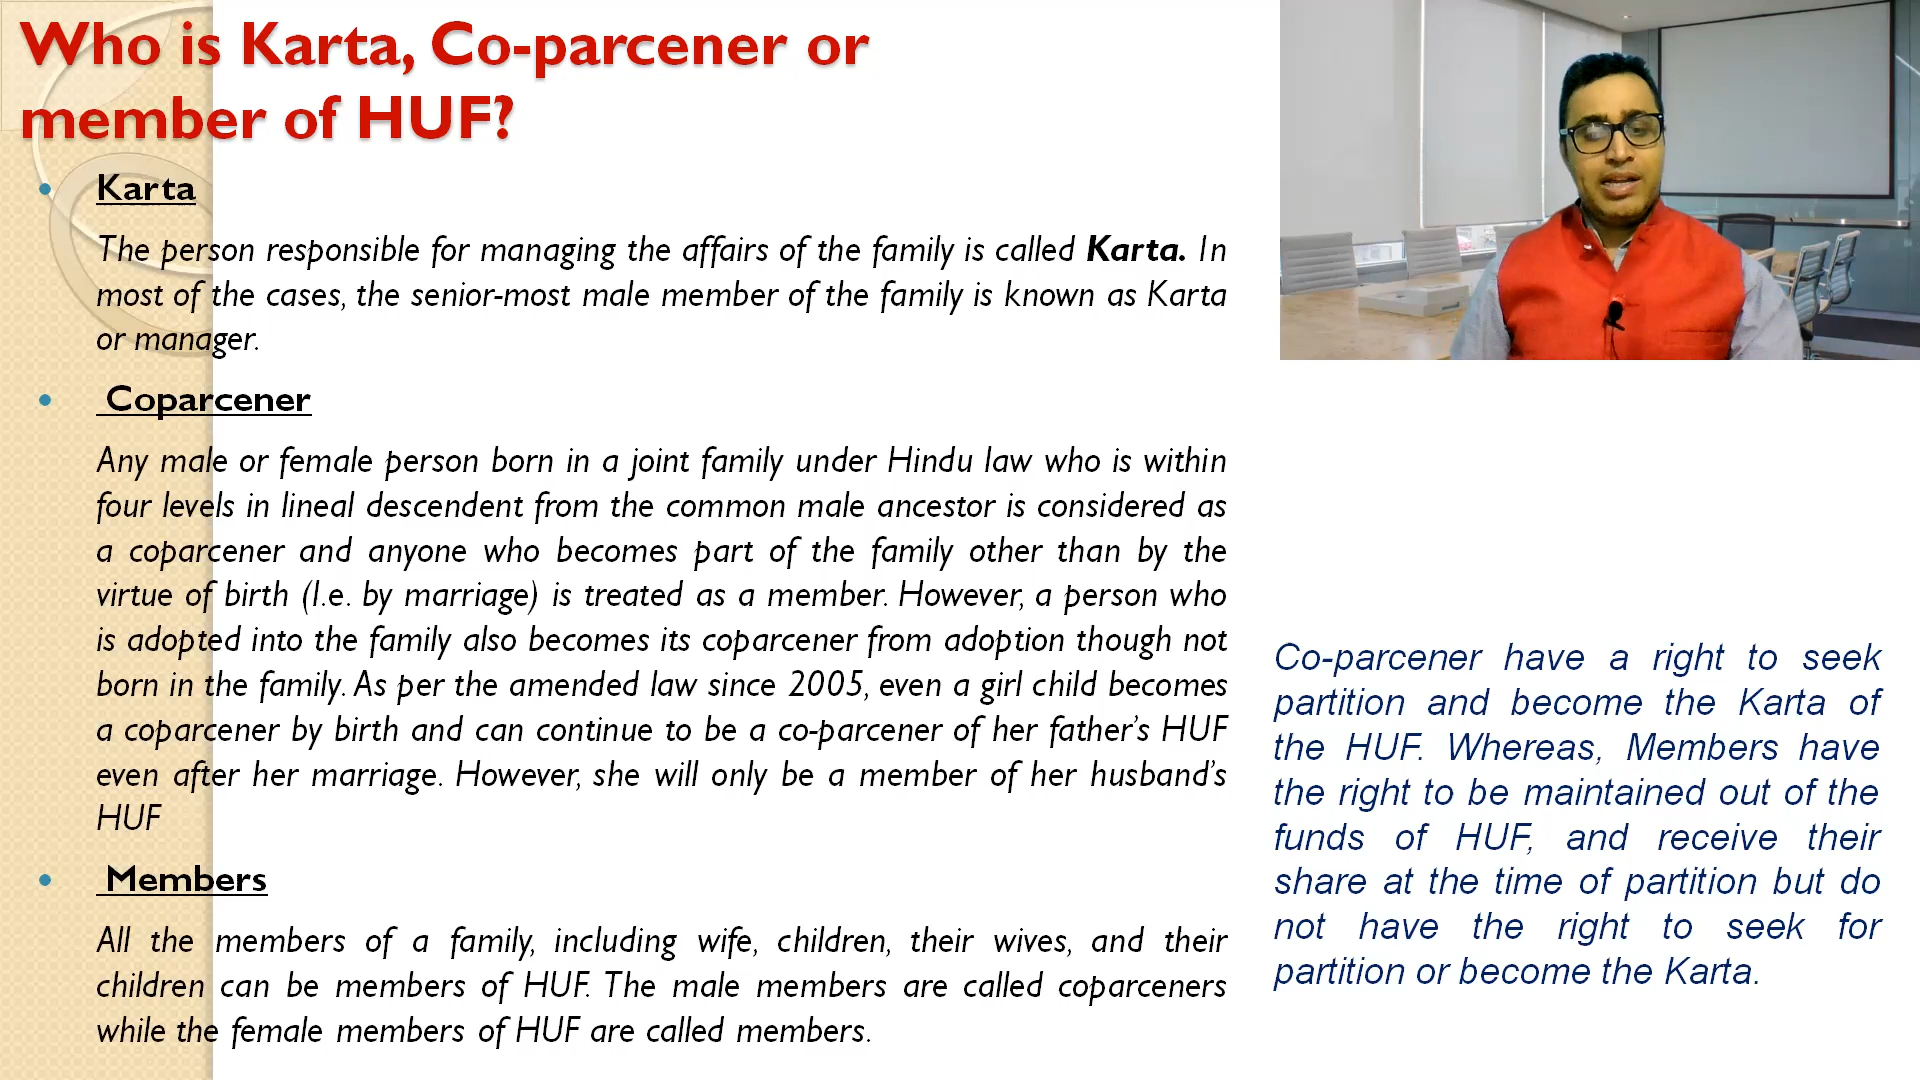 Who is Karta, Co-parcener or
member of HUF?
Karta
The person responsible for managing the affairs of the family is called Karta. In
most of the cases, the senior-most male member of the family is known as Karta
or manager.
Coparcener
Any male or female person born in a joint family under Hindu law who is within
four levels in lineal descendent from the common male ancestor is considered as
a coparcener and anyone who becomes part of the family other than by the
virtue of birth (I.e. by marriage) is treated as a member. However, a person who
is adopted into the family also becomes its coparcener from adoption though not
born in the family. As per the amended law since 2005, even a girl child becomes
a coparcener by birth and can continue to be a co-parcener of her father's HUF
even after her marriage. However, she will only be a member of her husband's
HUF
Members
All the members of a family, including wife, children, their wives, and their
children can be members of HUF. The male members are called coparceners
while the female members of HUF are called members.
Co-parcener have a right to seek
partition and become the Karta of
the HUF. Whereas, Members have
the right to be maintained out of the
funds of HUF, and receive their
share at the time of partition but do
not have the right to seek for
partition or become the Karta.